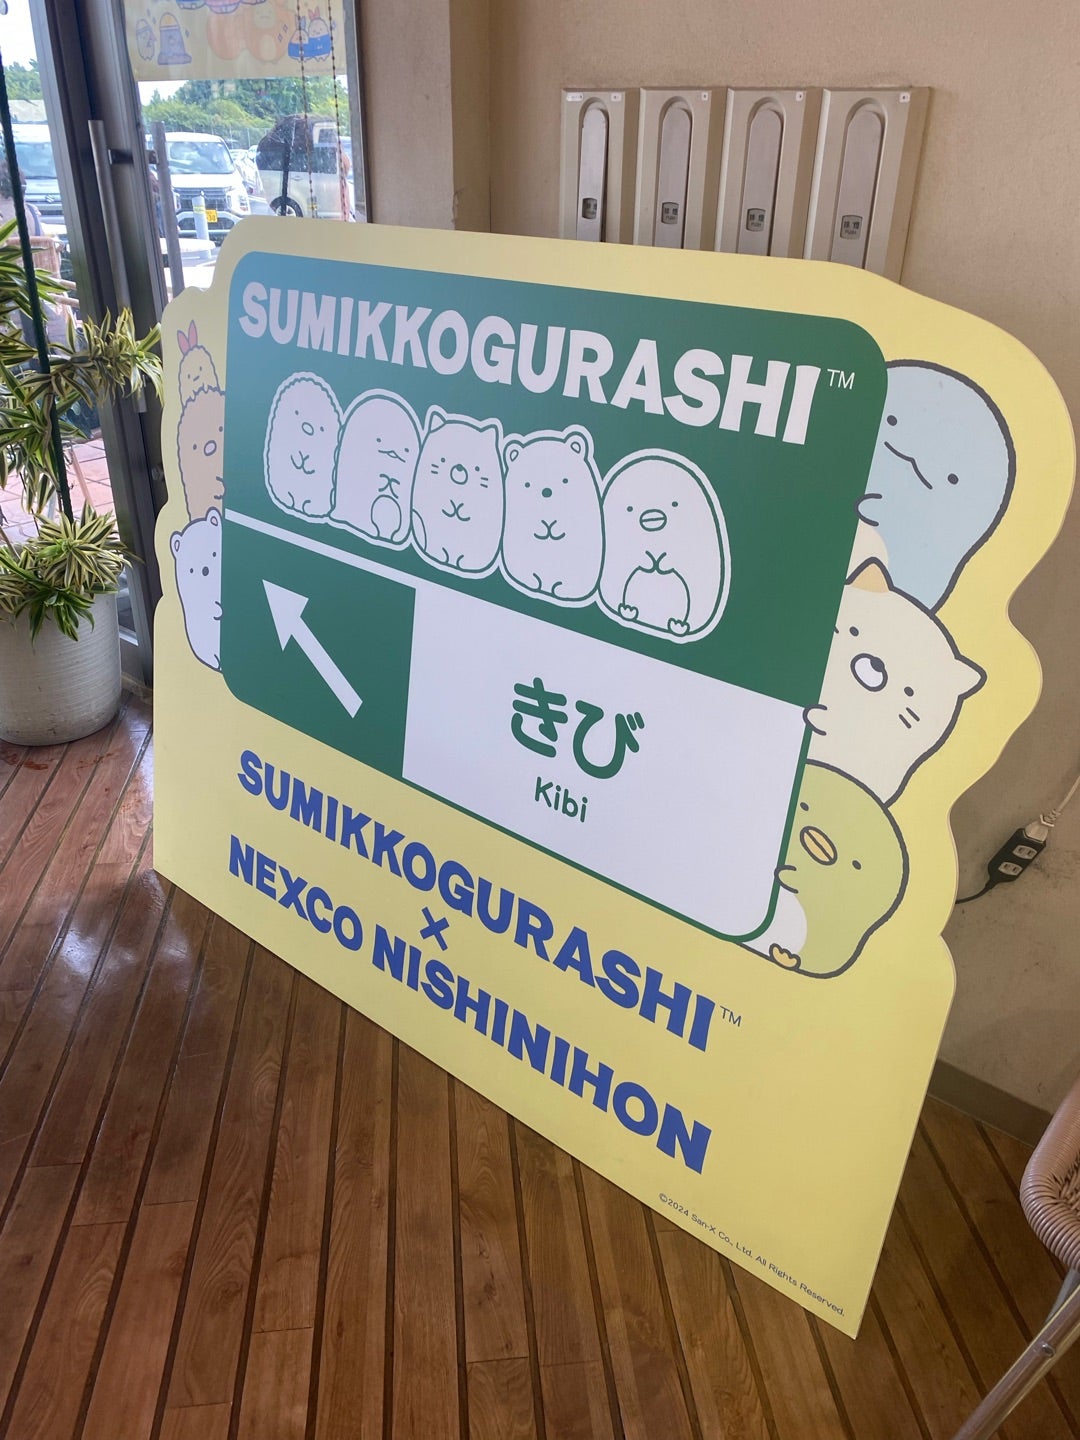 SUMIKKOGURASHI™
きび
Kibi
SUMIKKOGURASHI™
×
NEXCO NISHINIHON
©2024 San-X Co., Ltd. All Rights Reserved.